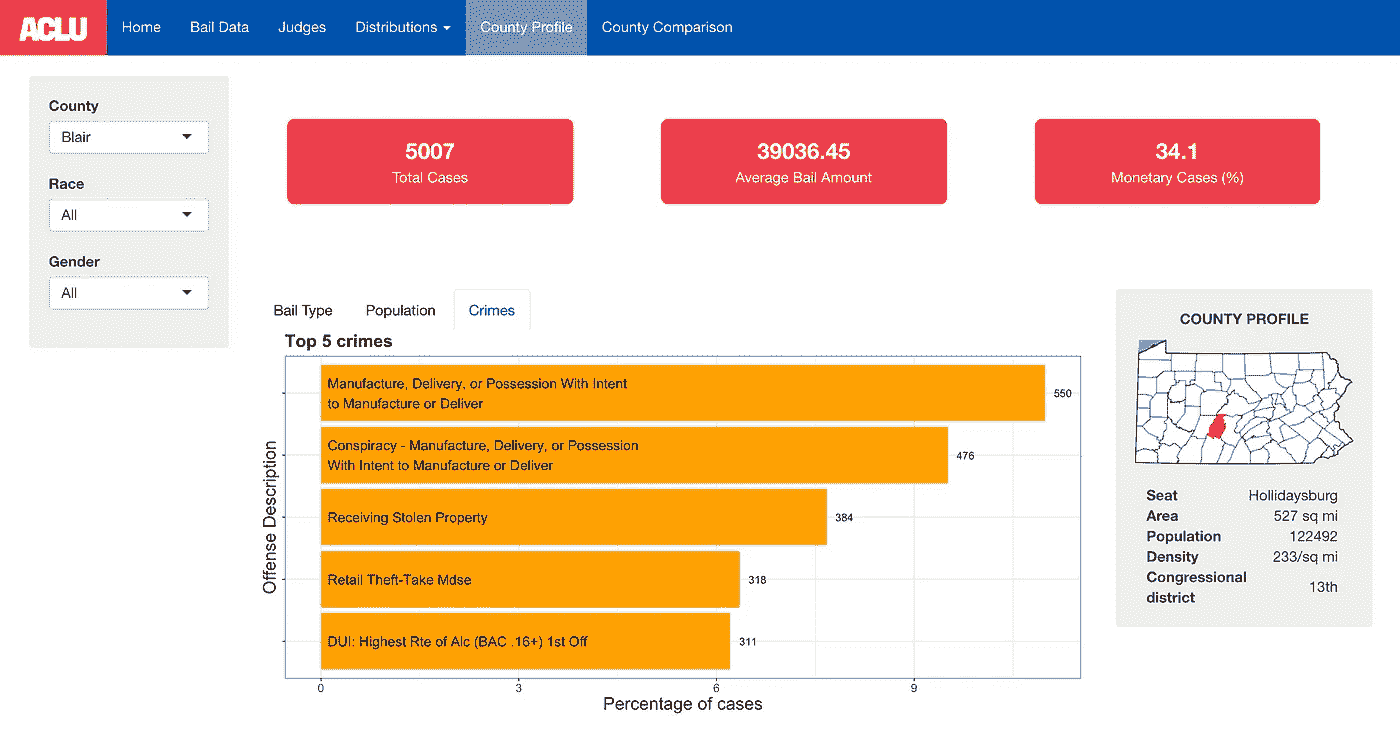 ACLU
Home
Bail Data
Judges
Distributions
County Profile
County Comparison
County
Blair
Race
All
Gender
All
5007
Total Cases
39036.45
Average Bail Amount
34.1
Monetary Cases (%)
Bail Type
Population
Crimes
Top 5 crimes
Offense Description
Manufacture, Delivery, or Possession With Intent
to Manufacture or Deliver
550
Conspiracy - Manufacture, Delivery, or Possession
With Intent to Manufacture or Deliver
476
Receiving Stolen Property
384
Retail Theft-Take Mdse
318
DUI: Highest Rte of Alc (BAC .16+) 1st Off
311
0
3
6
9
Percentage of cases
COUNTY PROFILE
Seat Hollidaysburg
Area 527 sq mi
Population 122492
Density 233/sq mi
Congressional
district 13th